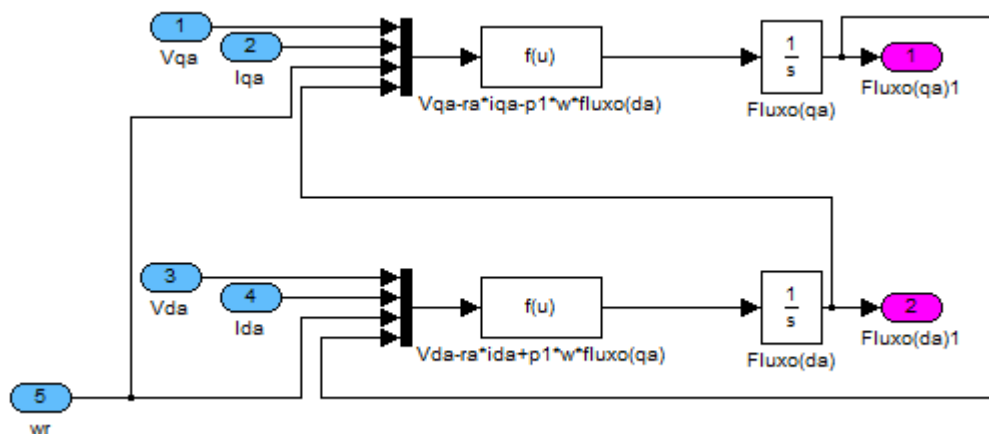 1
Vqa
2
Iqa
f(u)
Vqa-ra*iqa-p1*w*fluxo(da)
1
s
Fluxo(qa)
1
Fluxo(qa)1
3
Vda
4
Ida
f(u)
Vda-ra*ida+p1*w*fluxo(qa)
1
s
Fluxo(da)
2
Fluxo(da)1
5
wr